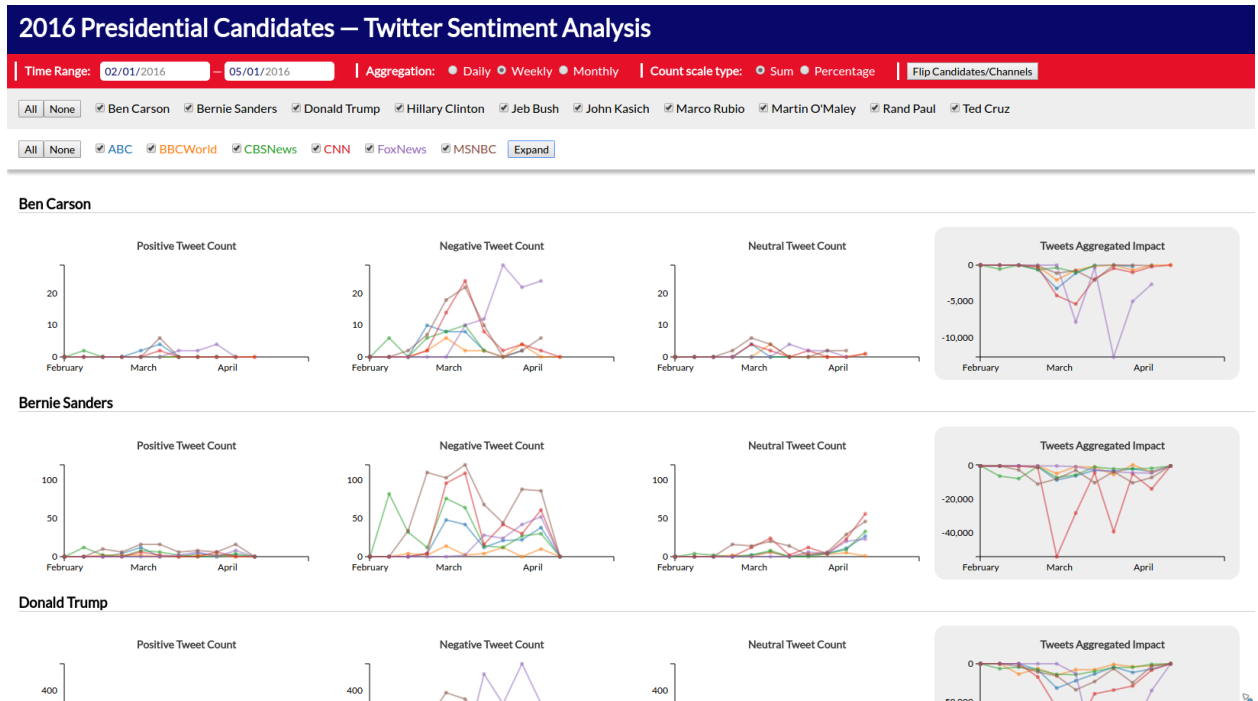 2016 Presidential Candidates — Twitter Sentiment Analysis
Time Range: 02/01/2016 — 05/01/2016 Aggregation: Daily Weekly Monthly Count scale type: Sum Percentage Flip Candidates/Channels
All None Ben Carson Bernie Sanders Donald Trump Hillary Clinton Jeb Bush John Kasich Marco Rubio Martin O'Maley Rand Paul Ted Cruz
All None ABC BBCWorld CBSNews CNN FoxNews MSNBC Expand
Ben Carson
Positive Tweet Count Negative Tweet Count Neutral Tweet Count Tweets Aggregated Impact
0
20 20 20
-5,000
10 10 10
-10,000
0 0 0
February March April February March April February March April February March April
Bernie Sanders
Positive Tweet Count Negative Tweet Count Neutral Tweet Count Tweets Aggregated Impact
0
100 100 100
-20,000
50 50 50
-40,000
0 0 0
February March April February March April February March April February March April
Donald Trump
Positive Tweet Count Negative Tweet Count Neutral Tweet Count Tweets Aggregated Impact
0
400 400 400